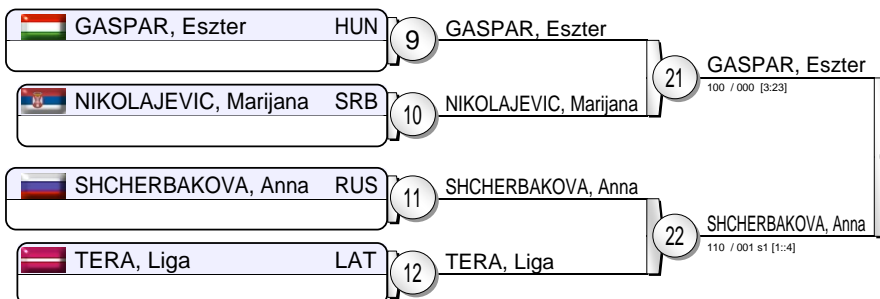 GASPAR, Eszter HUN
9
GASPAR, Eszter
NIKOLAJEVIC, Marijana SRB
10
NIKOLAJEVIC, Marijana
21
GASPAR, Eszter
100 / 000 [3:23]
SHCHERBAKOVA, Anna RUS
11
SHCHERBAKOVA, Anna
TERA, Liga LAT
12
TERA, Liga
22
SHCHERBAKOVA, Anna
110 / 001 s1 [1::4]